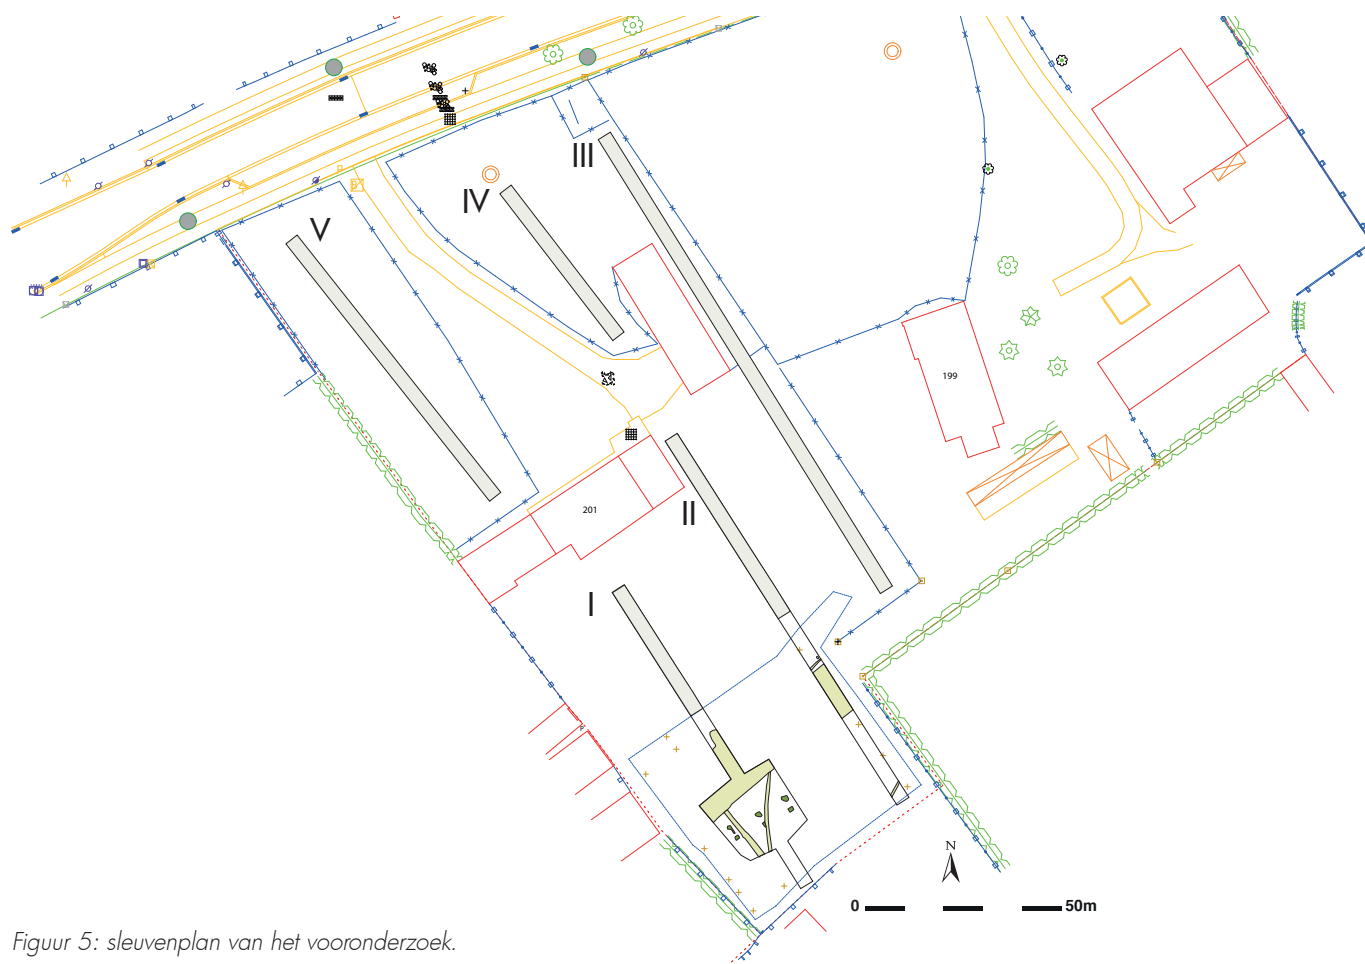 III
IV
V
199
II
201
I
N
0 50m
Figuur 5: sleuvenplan van het vooronderzoek.